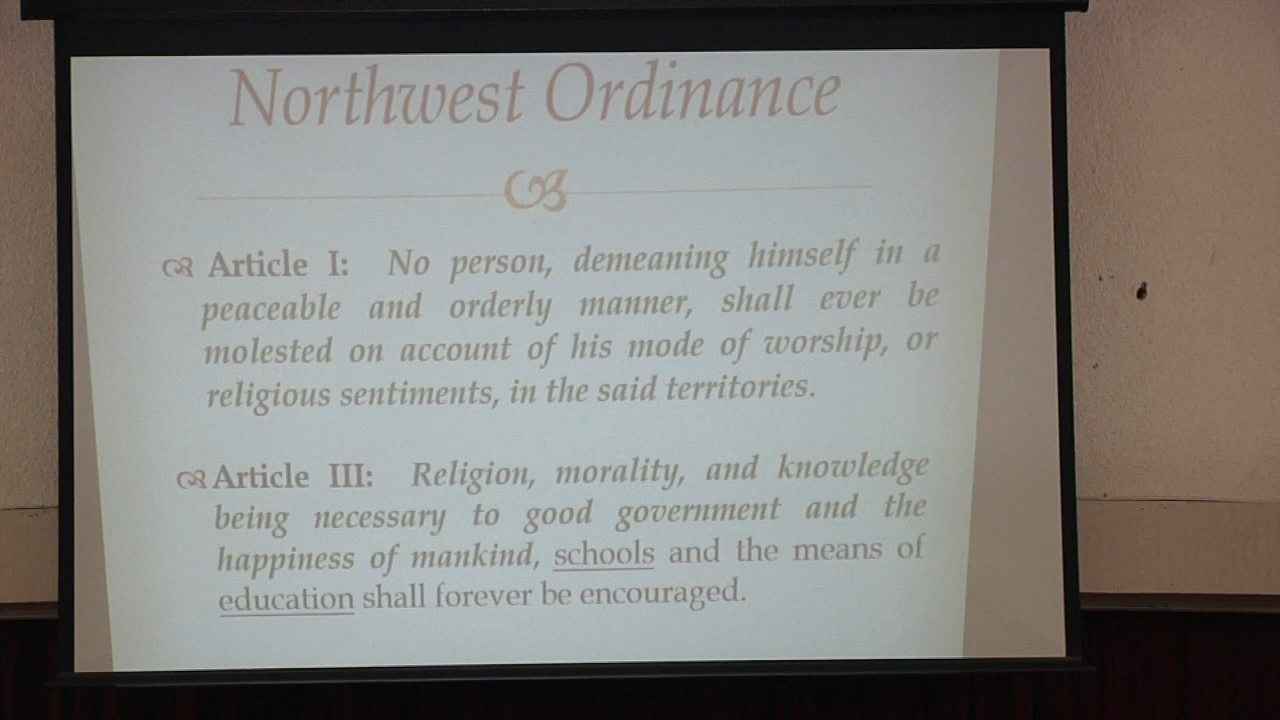 Northwest Ordinance
Article I: No person, demeaning himself in a
peaceable and orderly manner, shall ever be
molested on account of his mode of worship, or
religious sentiments, in the said territories.
Article III: Religion, morality, and knowledge
being necessary to good government and the
happiness of mankind, schools and the means of
education shall forever be encouraged.